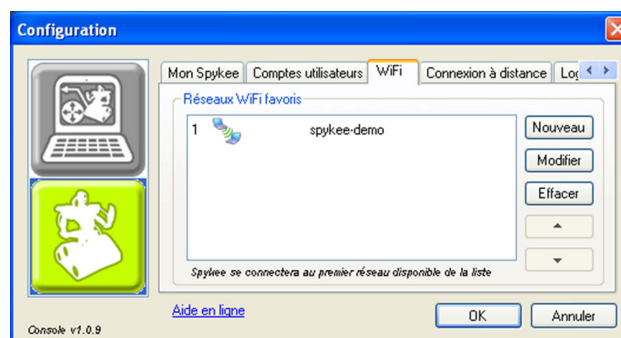 Configuration
Mon Spykee Comptes utilisateurs WiFi Connexion à distance
Réseaux WiFi favoris
1 spykee-demo
Nouveau
Modifier
Effacer
Spykee se connectera au premier réseau disponible de la liste
Aide en ligne
OK Annuler
Console v1.0.9